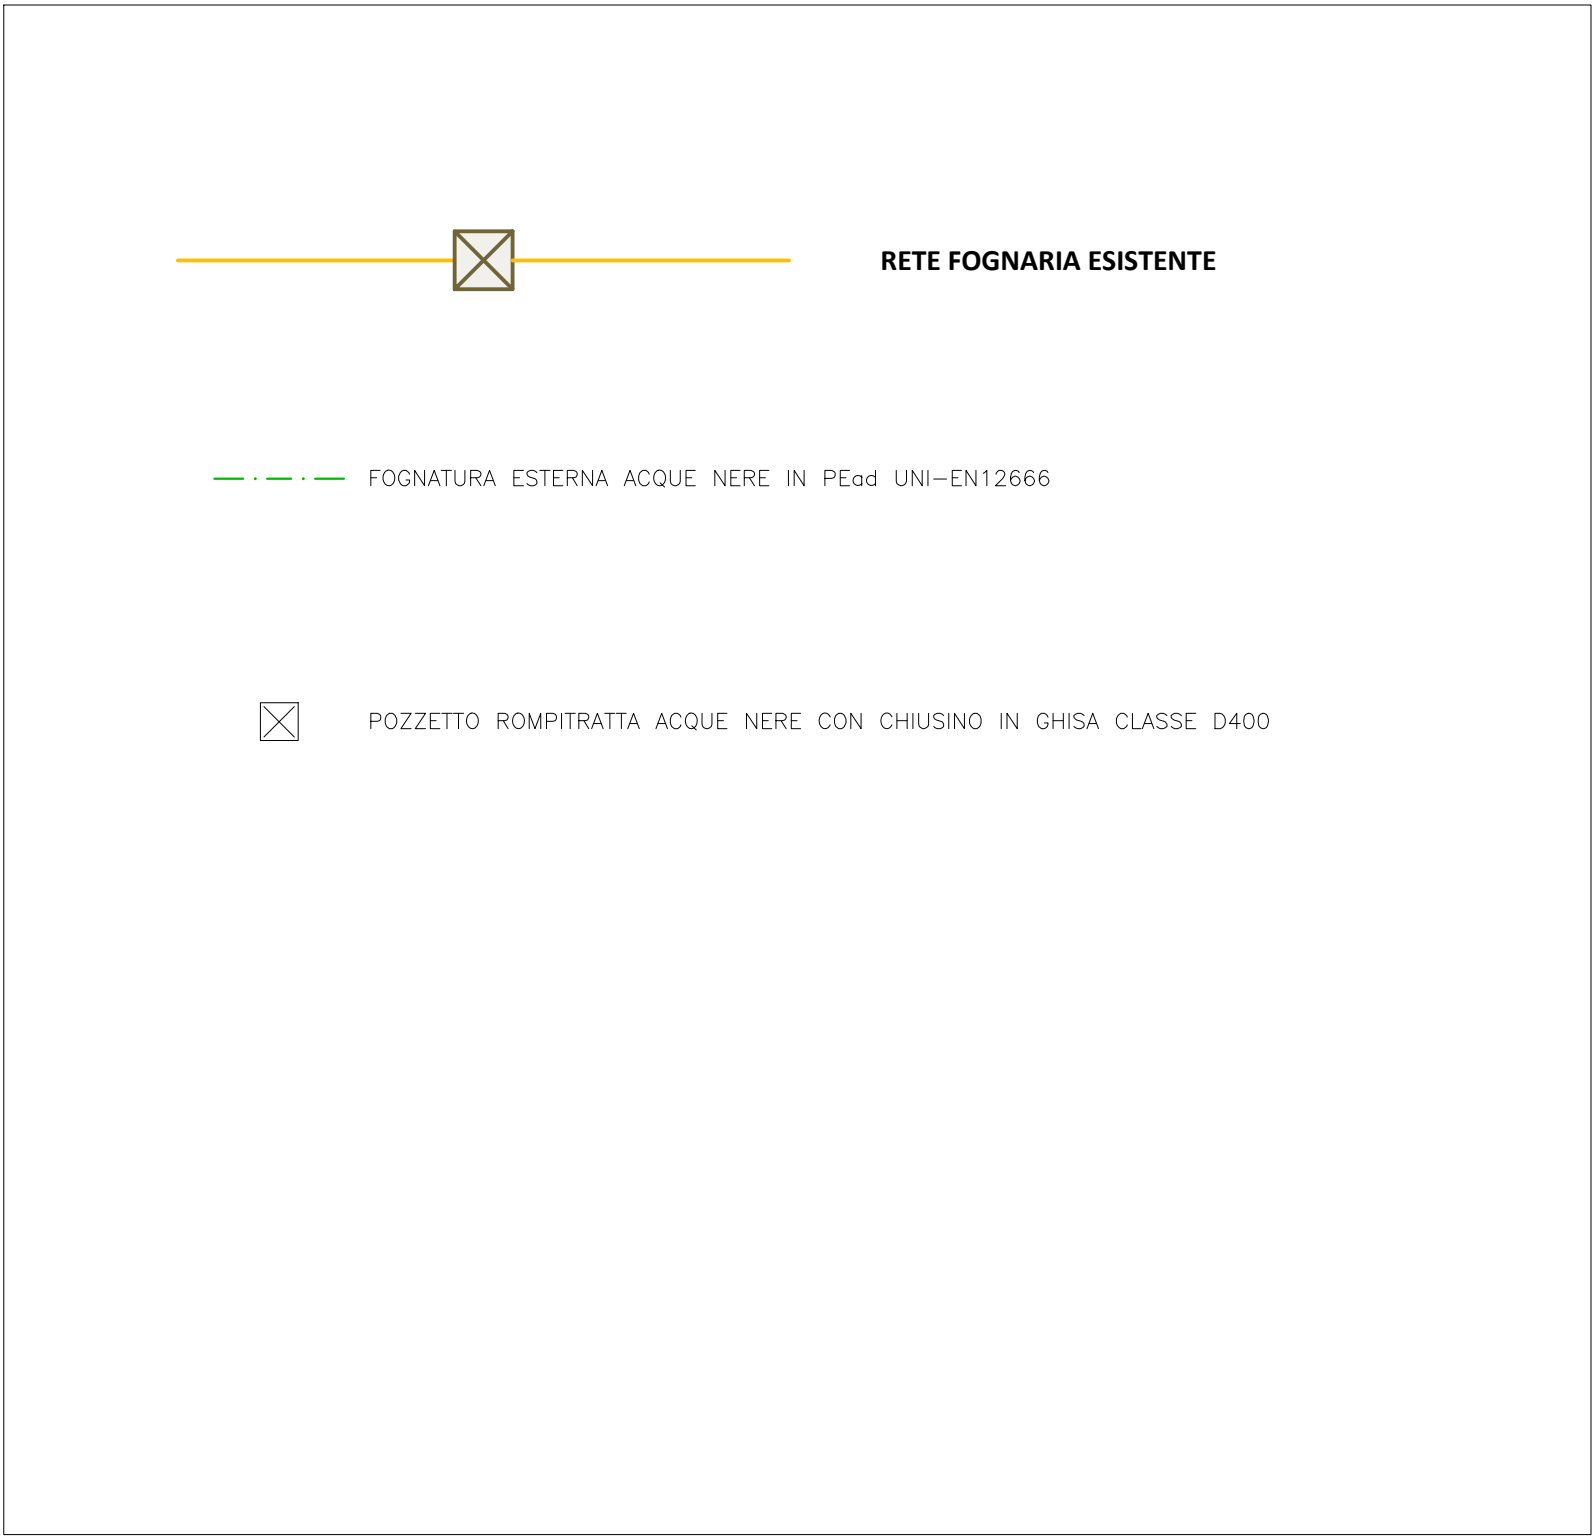 RETE FOGNARIA ESISTENTE
FOGNATURA ESTERNA ACQUE NERE IN PEad UNI-EN12666
POZZETTO ROMPITRATTA ACQUE NERE CON CHIUSINO IN GHISA CLASSE D400